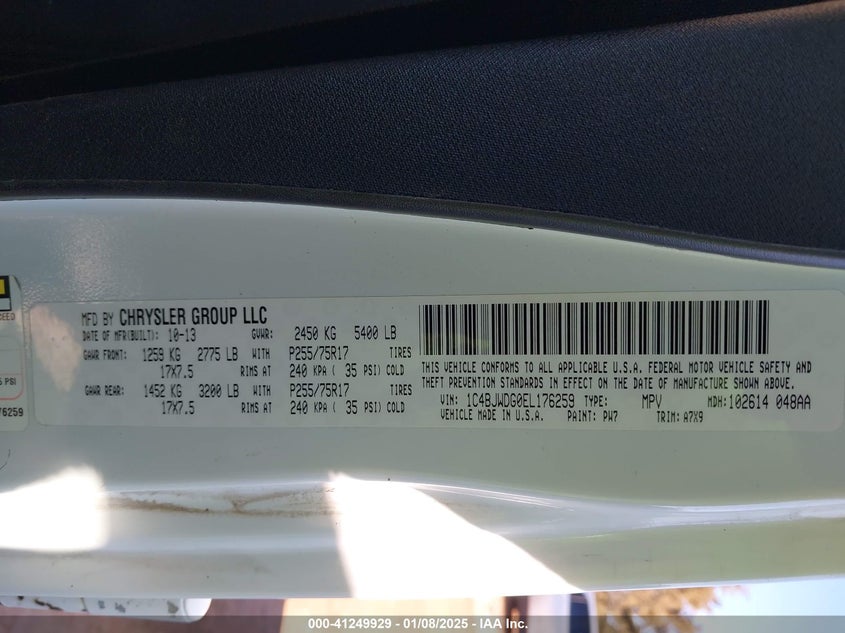 MFD BY CHRYSLER GROUP LLC
DATE OF MFR(BUILT): 10-13 GVWR: 2450 KG 5400 LB
GAWR FRONT: 1259 KG 2775 LB WITH P255/75R17 TIRES
17X7.5 RIMS AT 240 KPA ( 35 PSI) COLD
GAWR REAR: 1452 KG 3200 LB WITH P255/75R17 TIRES
17X7.5 RIMS AT 240 KPA ( 35 PSI) COLD
THIS VEHICLE CONFORMS TO ALL APPLICABLE U.S.A. FEDERAL MOTOR VEHICLE SAFETY AND
THEFT PREVENTION STANDARDS IN EFFECT ON THE DATE OF MANUFACTURE SHOWN ABOVE.
VIN: 1C4BJWDG0EL176259 TYPE: MPV MDH: 102614 048AA
VEHICLE MADE IN U.S.A. PAINT: PW7 TRIM: A7X9
PSI
76259
000-41249929 - 01/08/2025 - IAA Inc.